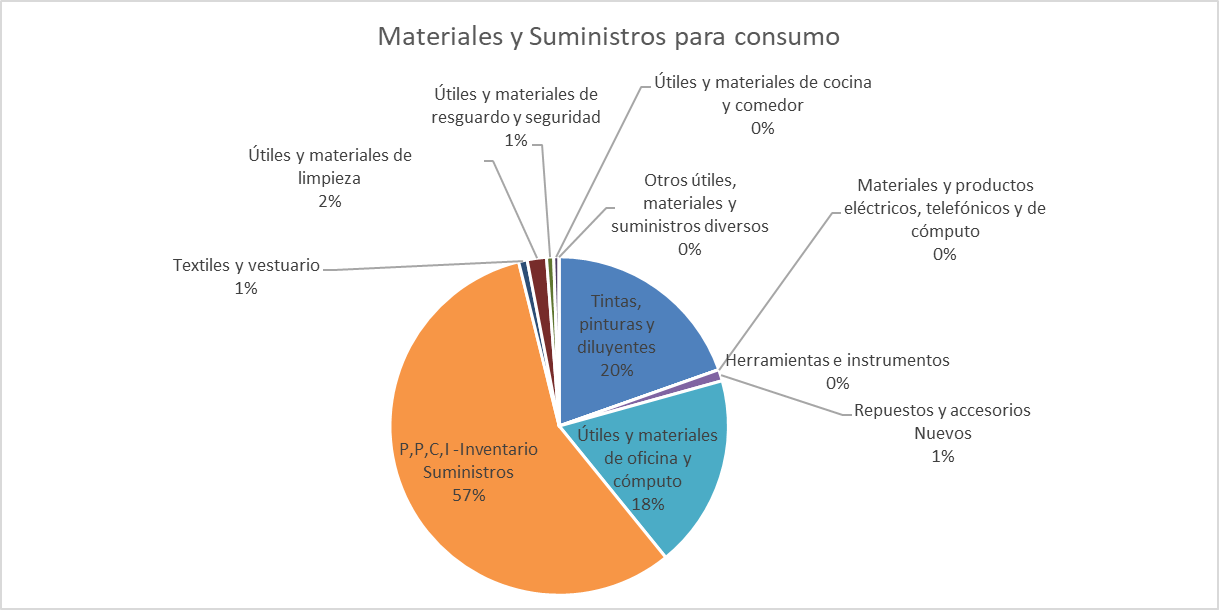 Materiales y Suministros para consumo
Útiles y materiales de cocina
y comedor
0%
Útiles y materiales de
resguardo y seguridad
1%
Útiles y materiales de
limpieza
2%
Otros útiles,
materiales y
suministros diversos
0%
Materiales y productos
eléctricos, telefónicos y de
cómputo
0%
Textiles y vestuario
1%
Tintas,
pinturas y
diluyentes
20%
Herramientas e instrumentos
0%
Repuestos y accesorios
Nuevos
1%
Útiles y materiales
de oficina y
cómputo
18%
P,P,C,I -Inventario
Suministros
57%